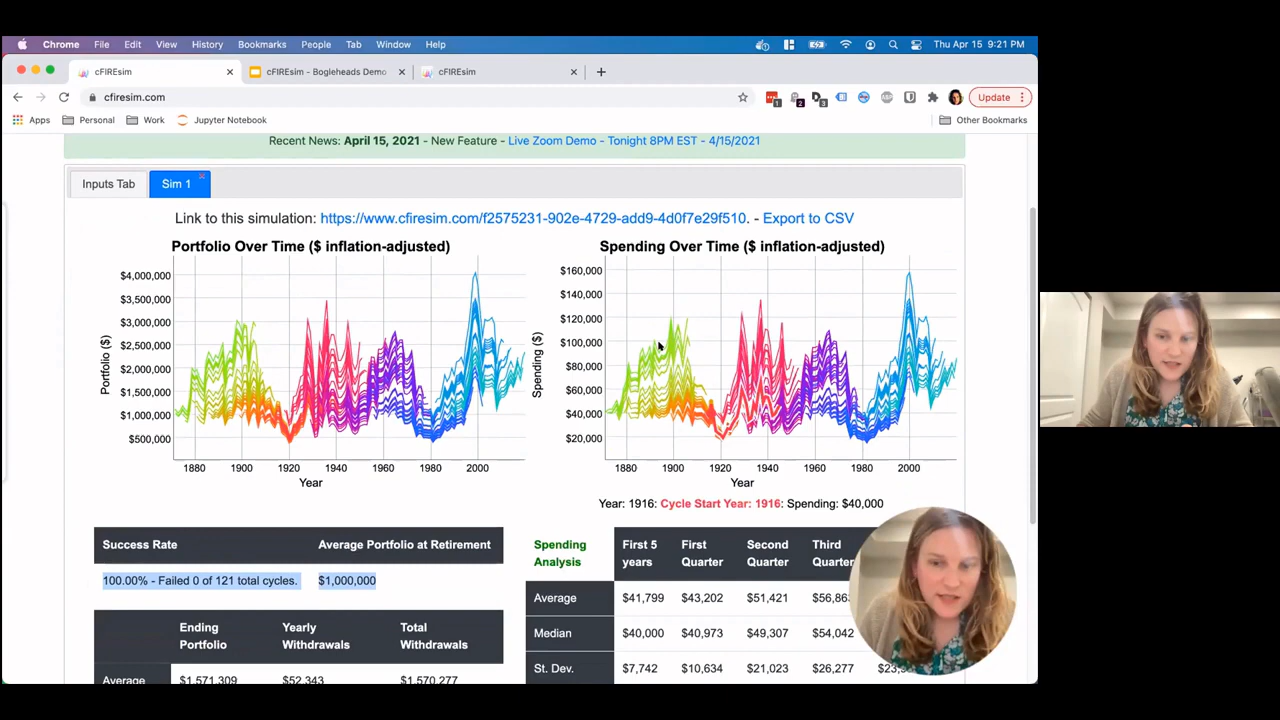 Chrome File Edit View History Bookmarks People Tab Window Help Thu Apr 15 9:21 PM
cFIREsim cFIREsim - Bogleheads Demo cFIREsim
cfiresim.com Update
Apps Personal Work Jupyter Notebook Other Bookmarks
Recent News: April 15, 2021 - New Feature - Live Zoom Demo - Tonight 8PM EST - 4/15/2021
Inputs Tab Sim 1
Link to this simulation: https://www.cfiresim.com/f2575231-902e-4729-add9-4d0f7e29f510. - Export to CSV
Portfolio Over Time ($ inflation-adjusted)
$4,000,000
$3,500,000
$3,000,000
$2,500,000
$2,000,000
$1,500,000
$1,000,000
$500,000
Portfolio ($)
1880 1900 1920 1940 1960 1980 2000
Year
Spending Over Time ($ inflation-adjusted)
$160,000
$140,000
$120,000
$100,000
$80,000
$60,000
$40,000
$20,000
Spending ($)
1880 1900 1920 1940 1960 1980 2000
Year
Year: 1916: Cycle Start Year: 1916: Spending: $40,000
Success Rate Average Portfolio at Retirement
100.00% - Failed 0 of 121 total cycles. $1,000,000
Ending Portfolio Yearly Withdrawals Total Withdrawals
Average $1,571,309 $52,343 $1,570,277
Spending Analysis First 5 years First Quarter Second Quarter Third Quarter
Average $41,799 $43,202 $51,421 $56,86
Median $40,000 $40,973 $49,307 $54,042
St. Dev. $7,742 $10,634 $21,023 $26,277